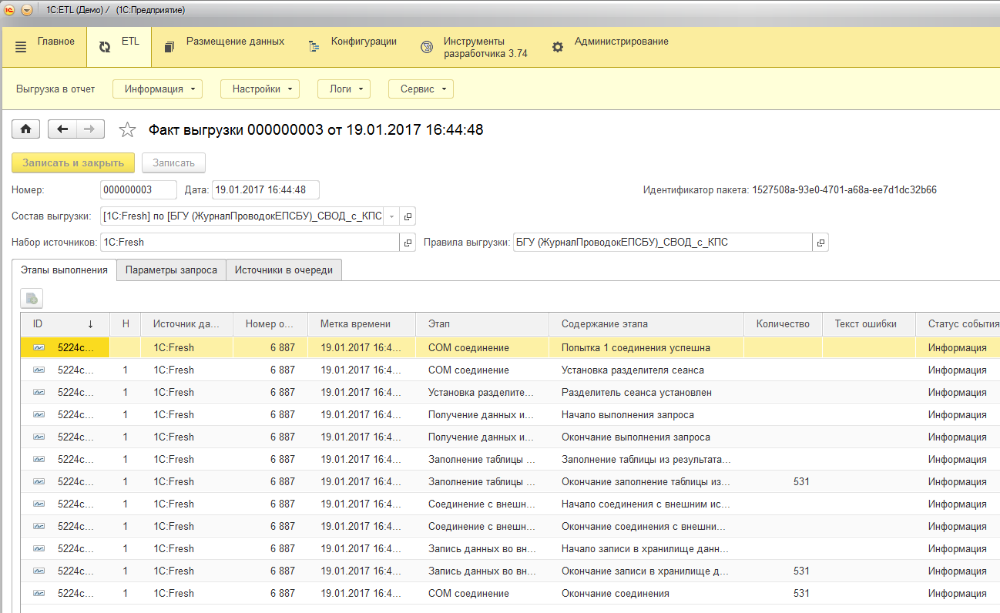 1С:ETL (Демо) / (1С:Предприятие)
Главное
ETL
Размещение данных
Конфигурации
Инструменты
разработчика 3.74
Администрирование
Выгрузка в отчет
Информация
Настройки
Логи
Сервис
Факт выгрузки 000000003 от 19.01.2017 16:44:48
Записать и закрыть
Записать
Номер: 000000003 Дата: 19.01.2017 16:44:48 Идентификатор пакета: 1527508a-93e0-4701-a68a-ee7d1dc32b66
Состав выгрузки: [1C:Fresh] по [БГУ (ЖурналПроводокЕПСБУ)_СВОД_с_КПС
Набор источников: 1C:Fresh Правила выгрузки: БГУ (ЖурналПроводокЕПСБУ)_СВОД_с_КПС
Этапы выполнения Параметры запроса Источники в очереди
ID ↓ Н Источник да... Номер о... Метка времени Этап Содержание этапа Количество Текст ошибки Статус события
5224c... 1C:Fresh 6 887 19.01.2017 16:4... COM соединение Попытка 1 соединения успешна Информация
5224c... 1 1C:Fresh 6 887 19.01.2017 16:4... COM соединение Установка разделителя сеанса Информация
5224c... 1 1C:Fresh 6 887 19.01.2017 16:4... Установка разделите... Разделитель сеанса установлен Информация
5224c... 1 1C:Fresh 6 887 19.01.2017 16:4... Получение данных и... Начало выполнения запроса Информация
5224c... 1 1C:Fresh 6 887 19.01.2017 16:4... Получение данных и... Окончание выполнения запроса Информация
5224c... 1 1C:Fresh 6 887 19.01.2017 16:4... Заполнение таблицы ... Заполнение таблицы из результата... Информация
5224c... 1 1C:Fresh 6 887 19.01.2017 16:4... Заполнение таблицы ... Окончание заполнение таблицы из... 531 Информация
5224c... 1 1C:Fresh 6 887 19.01.2017 16:4... Соединение с внешн... Начало соединения с внешним ис... Информация
5224c... 1 1C:Fresh 6 887 19.01.2017 16:4... Соединение с внешн... Окончание соединения с внешни... Информация
5224c... 1 1C:Fresh 6 887 19.01.2017 16:4... Запись данных во вн... Начало записи в хранилище данн... Информация
5224c... 1 1C:Fresh 6 887 19.01.2017 16:4... Запись данных во вн... Окончание записи в хранилище д... 531 Информация
5224c... 1 1C:Fresh 6 887 19.01.2017 16:4... COM соединение Окончание соединения 531 Информация